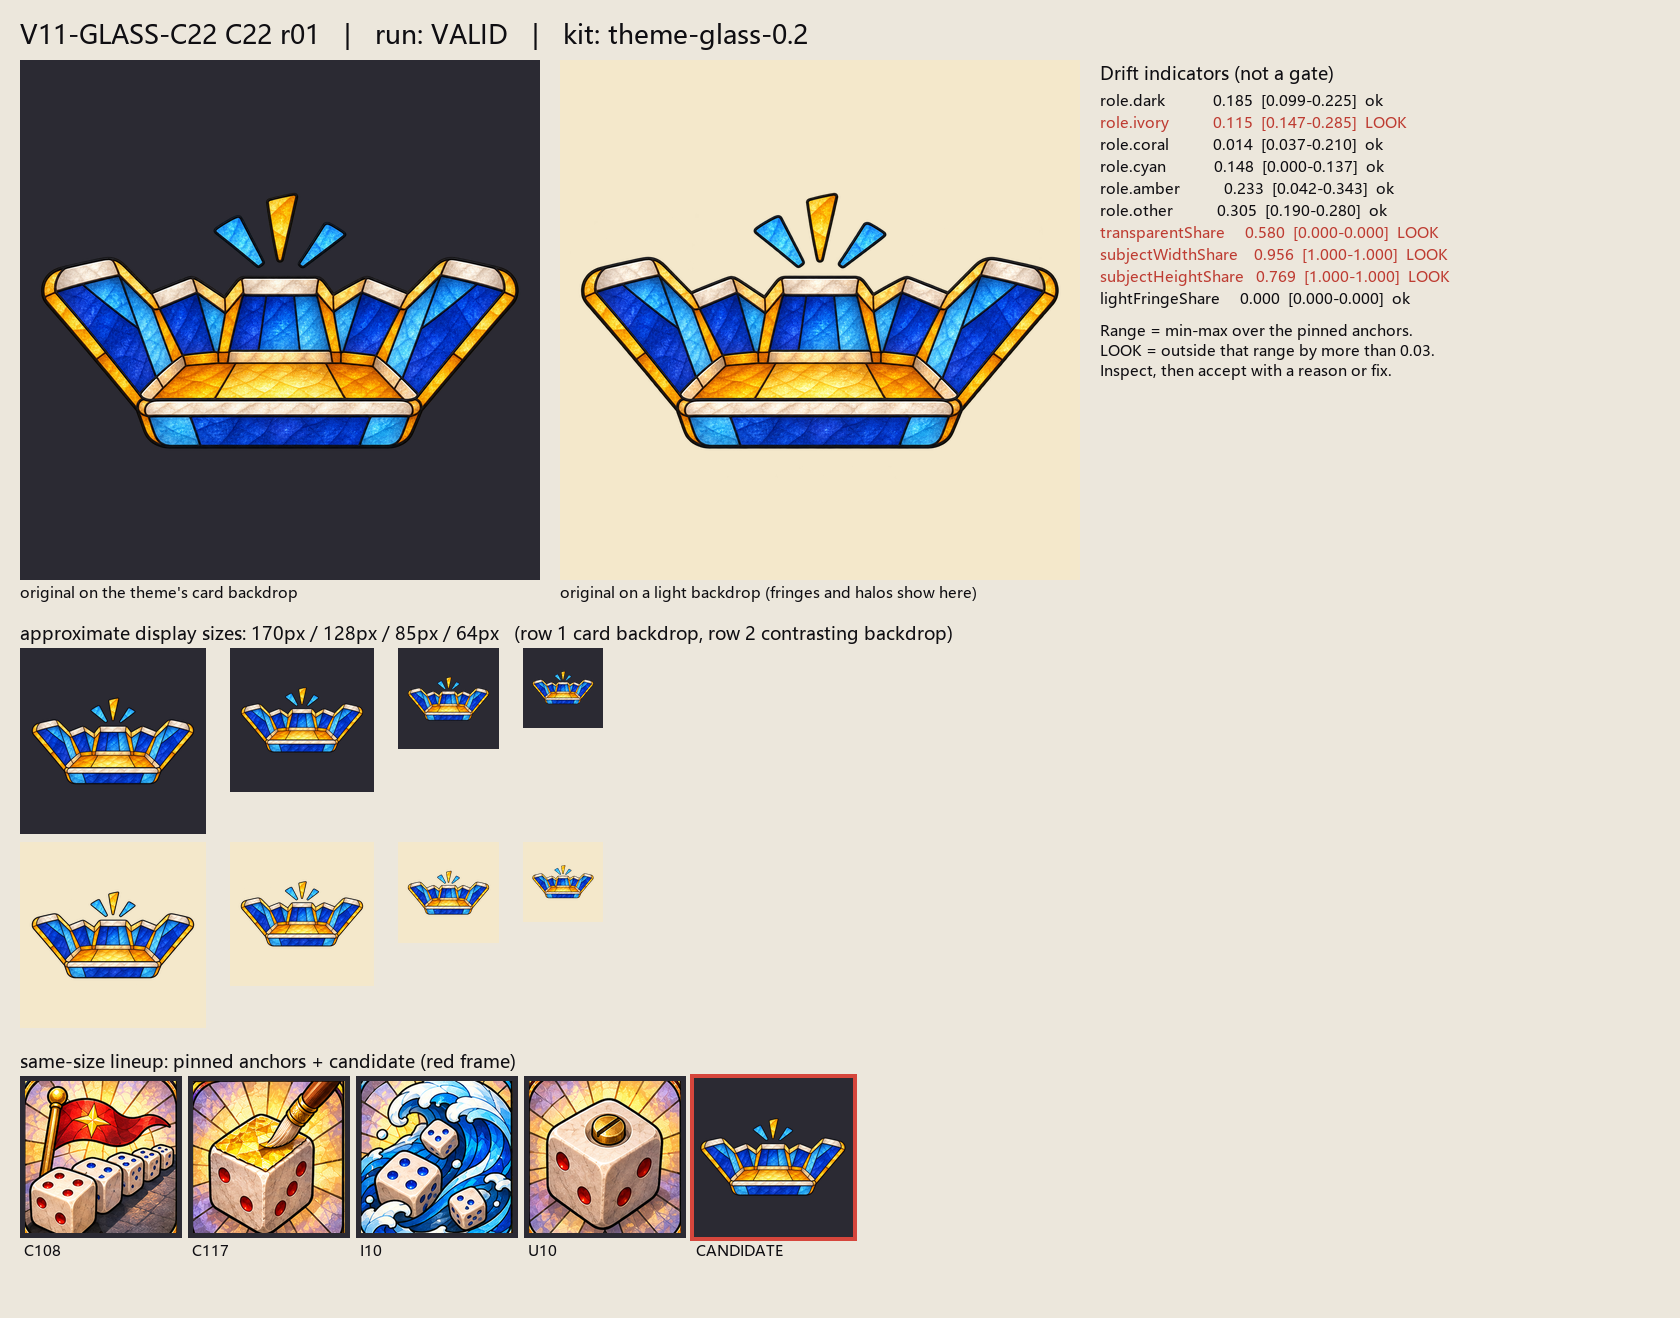 V11-GLASS-C22 C22 r01 | run: VALID | kit: theme-glass-0.2
Drift indicators (not a gate)
role.dark 0.185 [0.099-0.225] ok
role.ivory 0.115 [0.147-0.285] LOOK
role.coral 0.014 [0.037-0.210] ok
role.cyan 0.148 [0.000-0.137] ok
role.amber 0.233 [0.042-0.343] ok
role.other 0.305 [0.190-0.280] ok
transparentShare 0.580 [0.000-0.000] LOOK
subjectWidthShare 0.956 [1.000-1.000] LOOK
subjectHeightShare 0.769 [1.000-1.000] LOOK
lightFringeShare 0.000 [0.000-0.000] ok
Range = min-max over the pinned anchors.
LOOK = outside that range by more than 0.03.
Inspect, then accept with a reason or fix.
original on the theme's card backdrop
original on a light backdrop (fringes and halos show here)
approximate display sizes: 170px / 128px / 85px / 64px (row 1 card backdrop, row 2 contrasting backdrop)
same-size lineup: pinned anchors + candidate (red frame)
C108
C117
I10
U10
CANDIDATE